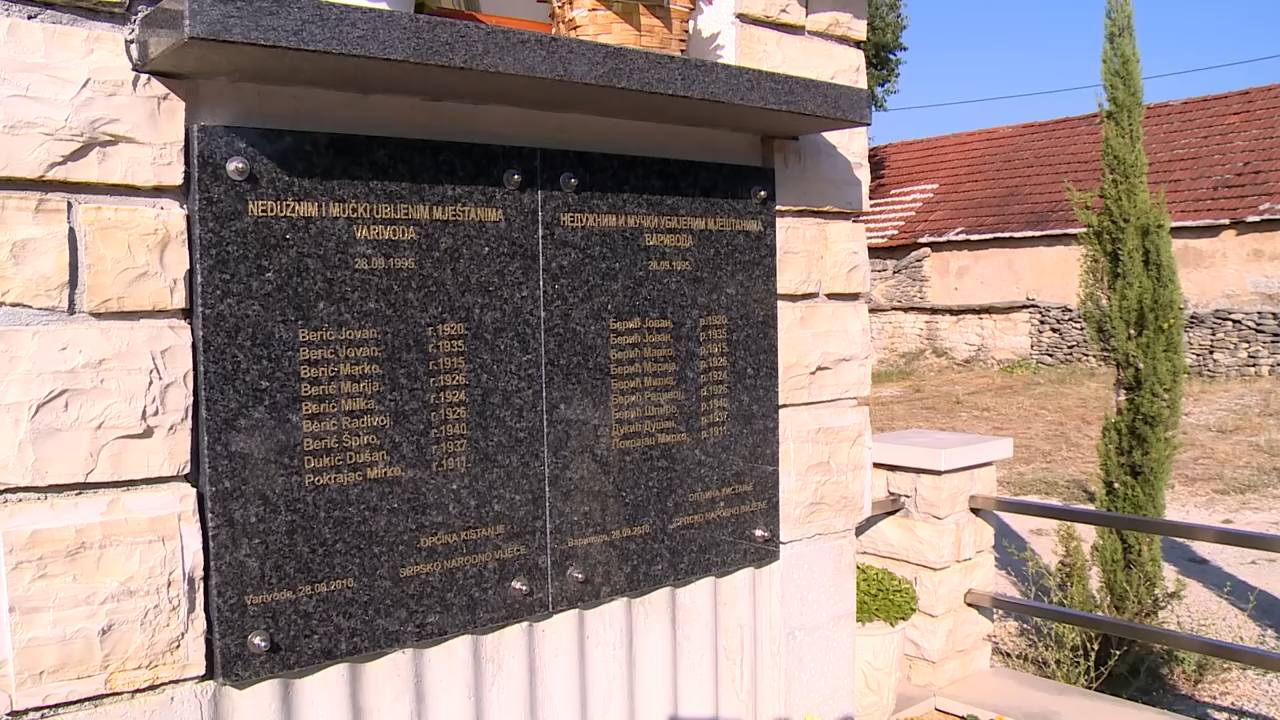 NEDUŽNIM I MUČKI UBIJENIM MJEŠTANIMA
VARIVODA
28.09.1995.
Berić Jovan, r.1920.
Berić Jovan, r.1935.
Berić Marko, r.1915.
Berić Marija, r.1926.
Berić Milka, r.1924.
Berić Radivoj, r.1926.
Berić Špiro, r.1940.
Dukić Dušan, r.1937.
Pokrajac Mirko, r.1911.
OPĆINA KISTANJE
SRPSKO NARODNO VIJEĆE
Varivode, 28.09.2010.
НЕДУЖНИМ И МУЧКИ УБИЈЕНИМ МЈЕШТАНИМА
ВАРИВОДА
28.09.1995.
Берић Јован, р.1920.
Берић Јован, р.1935.
Берић Марко, р.1915.
Берић Марија, р.1926.
Берић Милка, р.1924.
Берић Радивој, р.1926.
Берић Шпиро, р.1940.
Дукић Душан, р.1937.
Покрајац Мирко, р.1911.
ОПЋИНА КИСТАЊЕ
СРПСКО НАРОДНО ВИЈЕЋЕ
Вариводе, 28.09.2010.